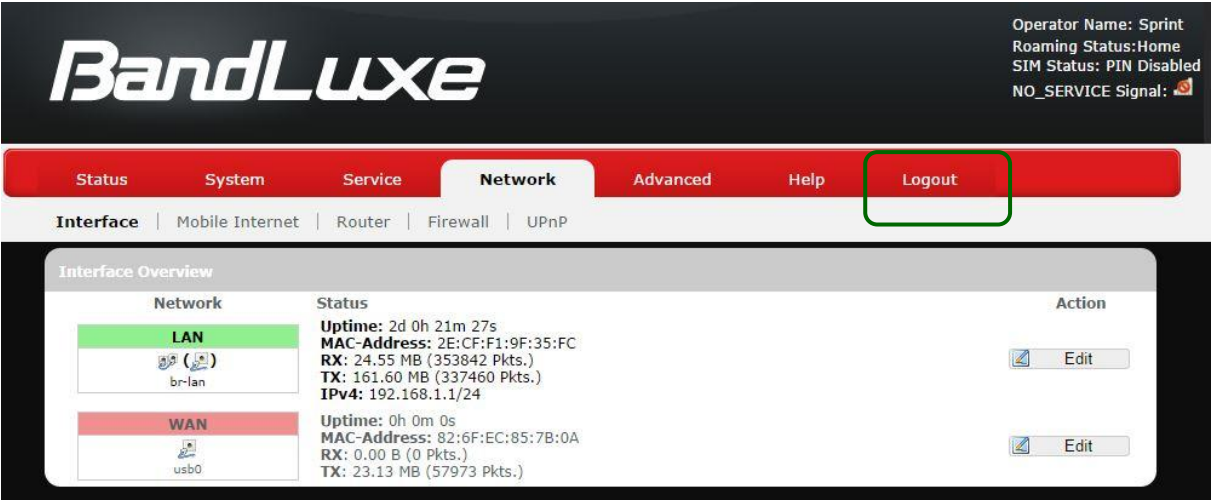 BandLuxe
Operator Name: Sprint
Roaming Status:Home
SIM Status: PIN Disabled
NO_SERVICE Signal:
Status System Service Network Advanced Help Logout
Interface | Mobile Internet | Router | Firewall | UPnP
Interface Overview
Network Status Action
LAN
br-lan
Uptime: 2d 0h 21m 27s
MAC-Address: 2E:CF:F1:9F:35:FC
RX: 24.55 MB (353842 Pkts.)
TX: 161.60 MB (337460 Pkts.)
IPv4: 192.168.1.1/24
Edit
WAN
usb0
Uptime: 0h 0m 0s
MAC-Address: 82:6F:EC:85:7B:0A
RX: 0.00 B (0 Pkts.)
TX: 23.13 MB (57973 Pkts.)
Edit